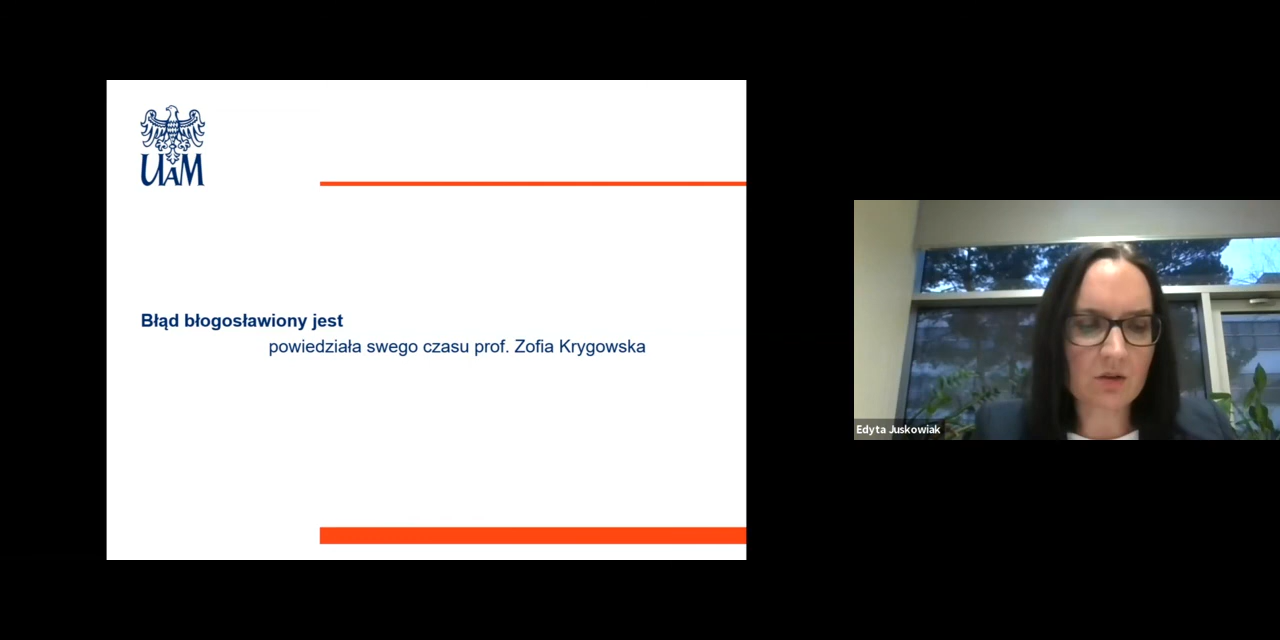 UAM
Błąd błogosławiony jest
powiedziała swego czasu prof. Zofia Krygowska
Edyta Juskowiak